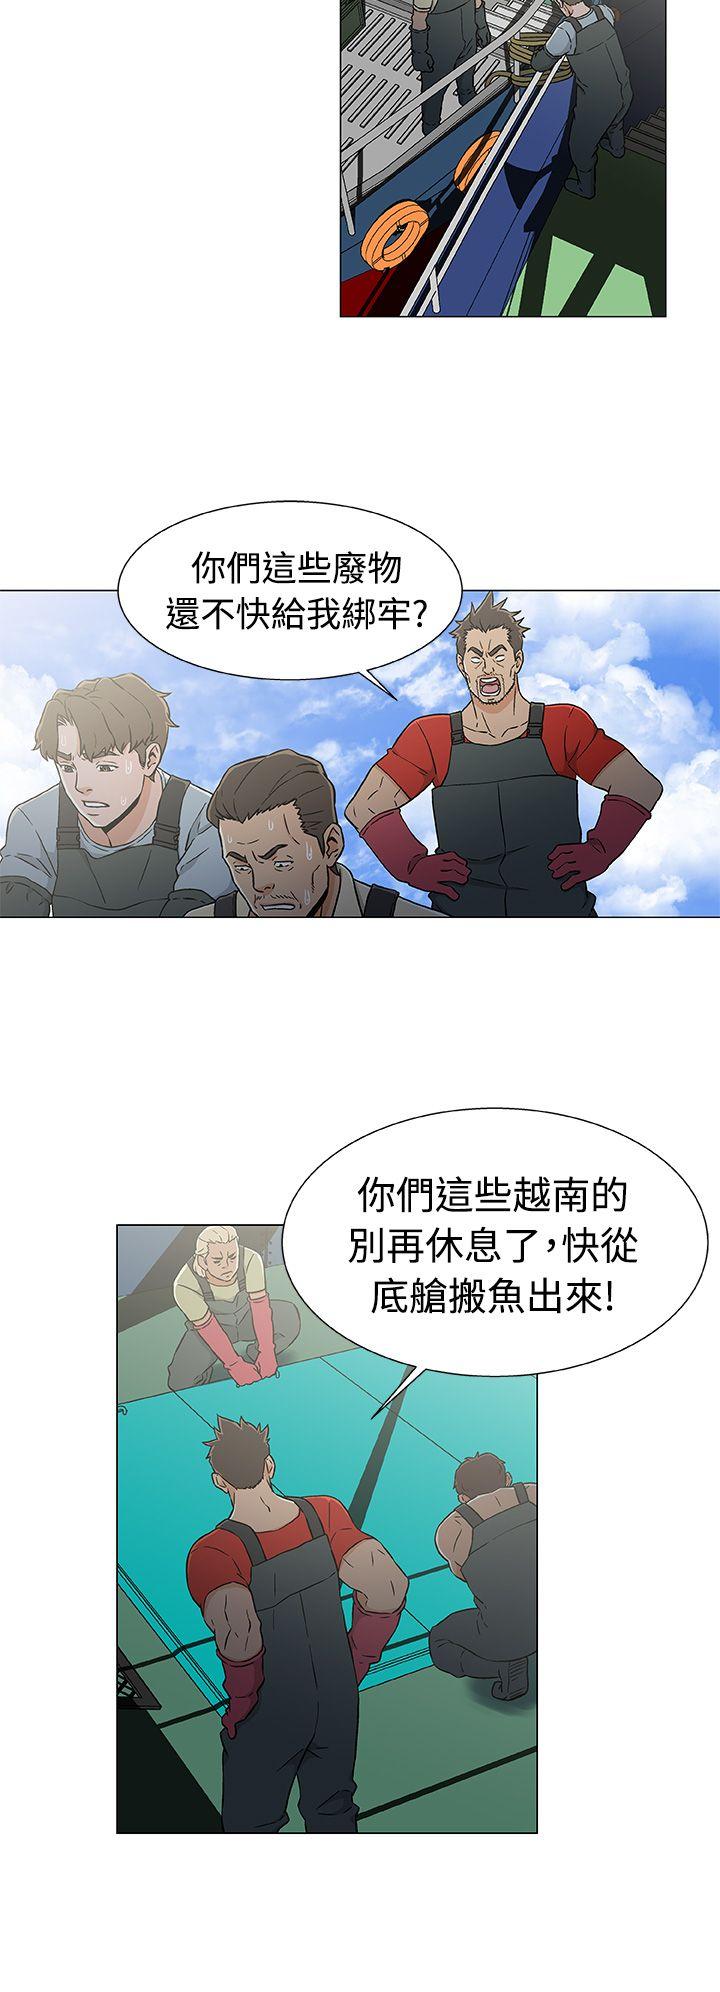 你們這些廢物
還不快給我綁牢?
你們這些越南的
別再休息了,快從
底艙搬魚出來!